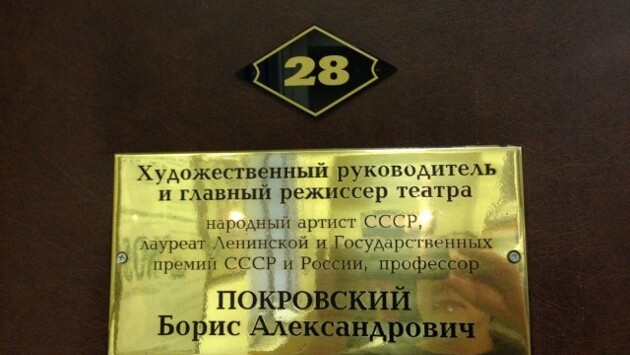 28
Художественный руководитель
и главный режиссер театра
народный артист СССР,
лауреат Ленинской и Государственных
премий СССР и России, профессор
ПОКРОВСКИЙ
Борис Александрович